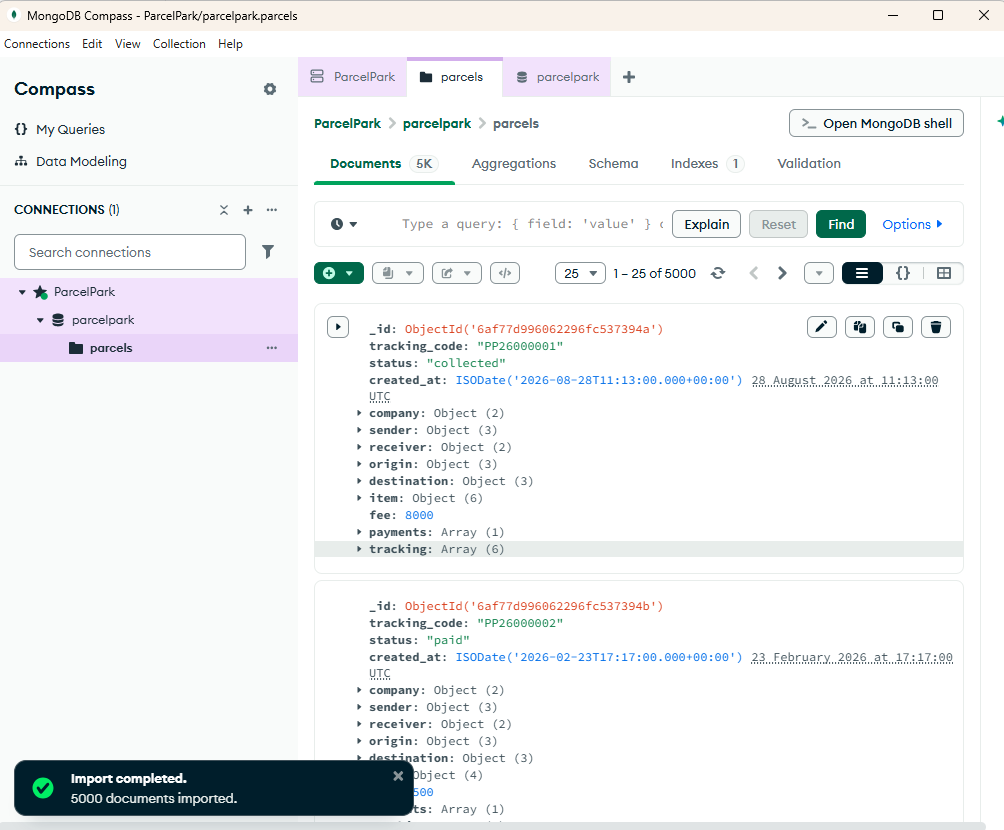 MongoDB Compass - ParcelPark/parcelpark.parcels
Connections Edit View Collection Help
Compass
My Queries
Data Modeling
CONNECTIONS (1)
Search connections
ParcelPark
parcelpark
parcels
ParcelPark parcels parcelpark
ParcelPark > parcelpark > parcels
>_ Open MongoDB shell
Documents 5K Aggregations Schema Indexes 1 Validation
Type a query: { field: 'value' } Explain Reset Find Options
25 1 – 25 of 5000
_id: ObjectId('6af77d996062296fc537394a')
tracking_code: "PP26000001"
status: "collected"
created_at: ISODate('2026-08-28T11:13:00.000+00:00') 28 August 2026 at 11:13:00
UTC
company: Object (2)
sender: Object (3)
receiver: Object (2)
origin: Object (3)
destination: Object (3)
item: Object (6)
fee: 8000
payments: Array (1)
tracking: Array (6)
_id: ObjectId('6af77d996062296fc537394b')
tracking_code: "PP26000002"
status: "paid"
created_at: ISODate('2026-02-23T17:17:00.000+00:00') 23 February 2026 at 17:17:00
UTC
company: Object (2)
sender: Object (3)
receiver: Object (2)
origin: Object (3)
destination: Object (3)
Object (4)
500
ts: Array (1)
Import completed.
5000 documents imported.